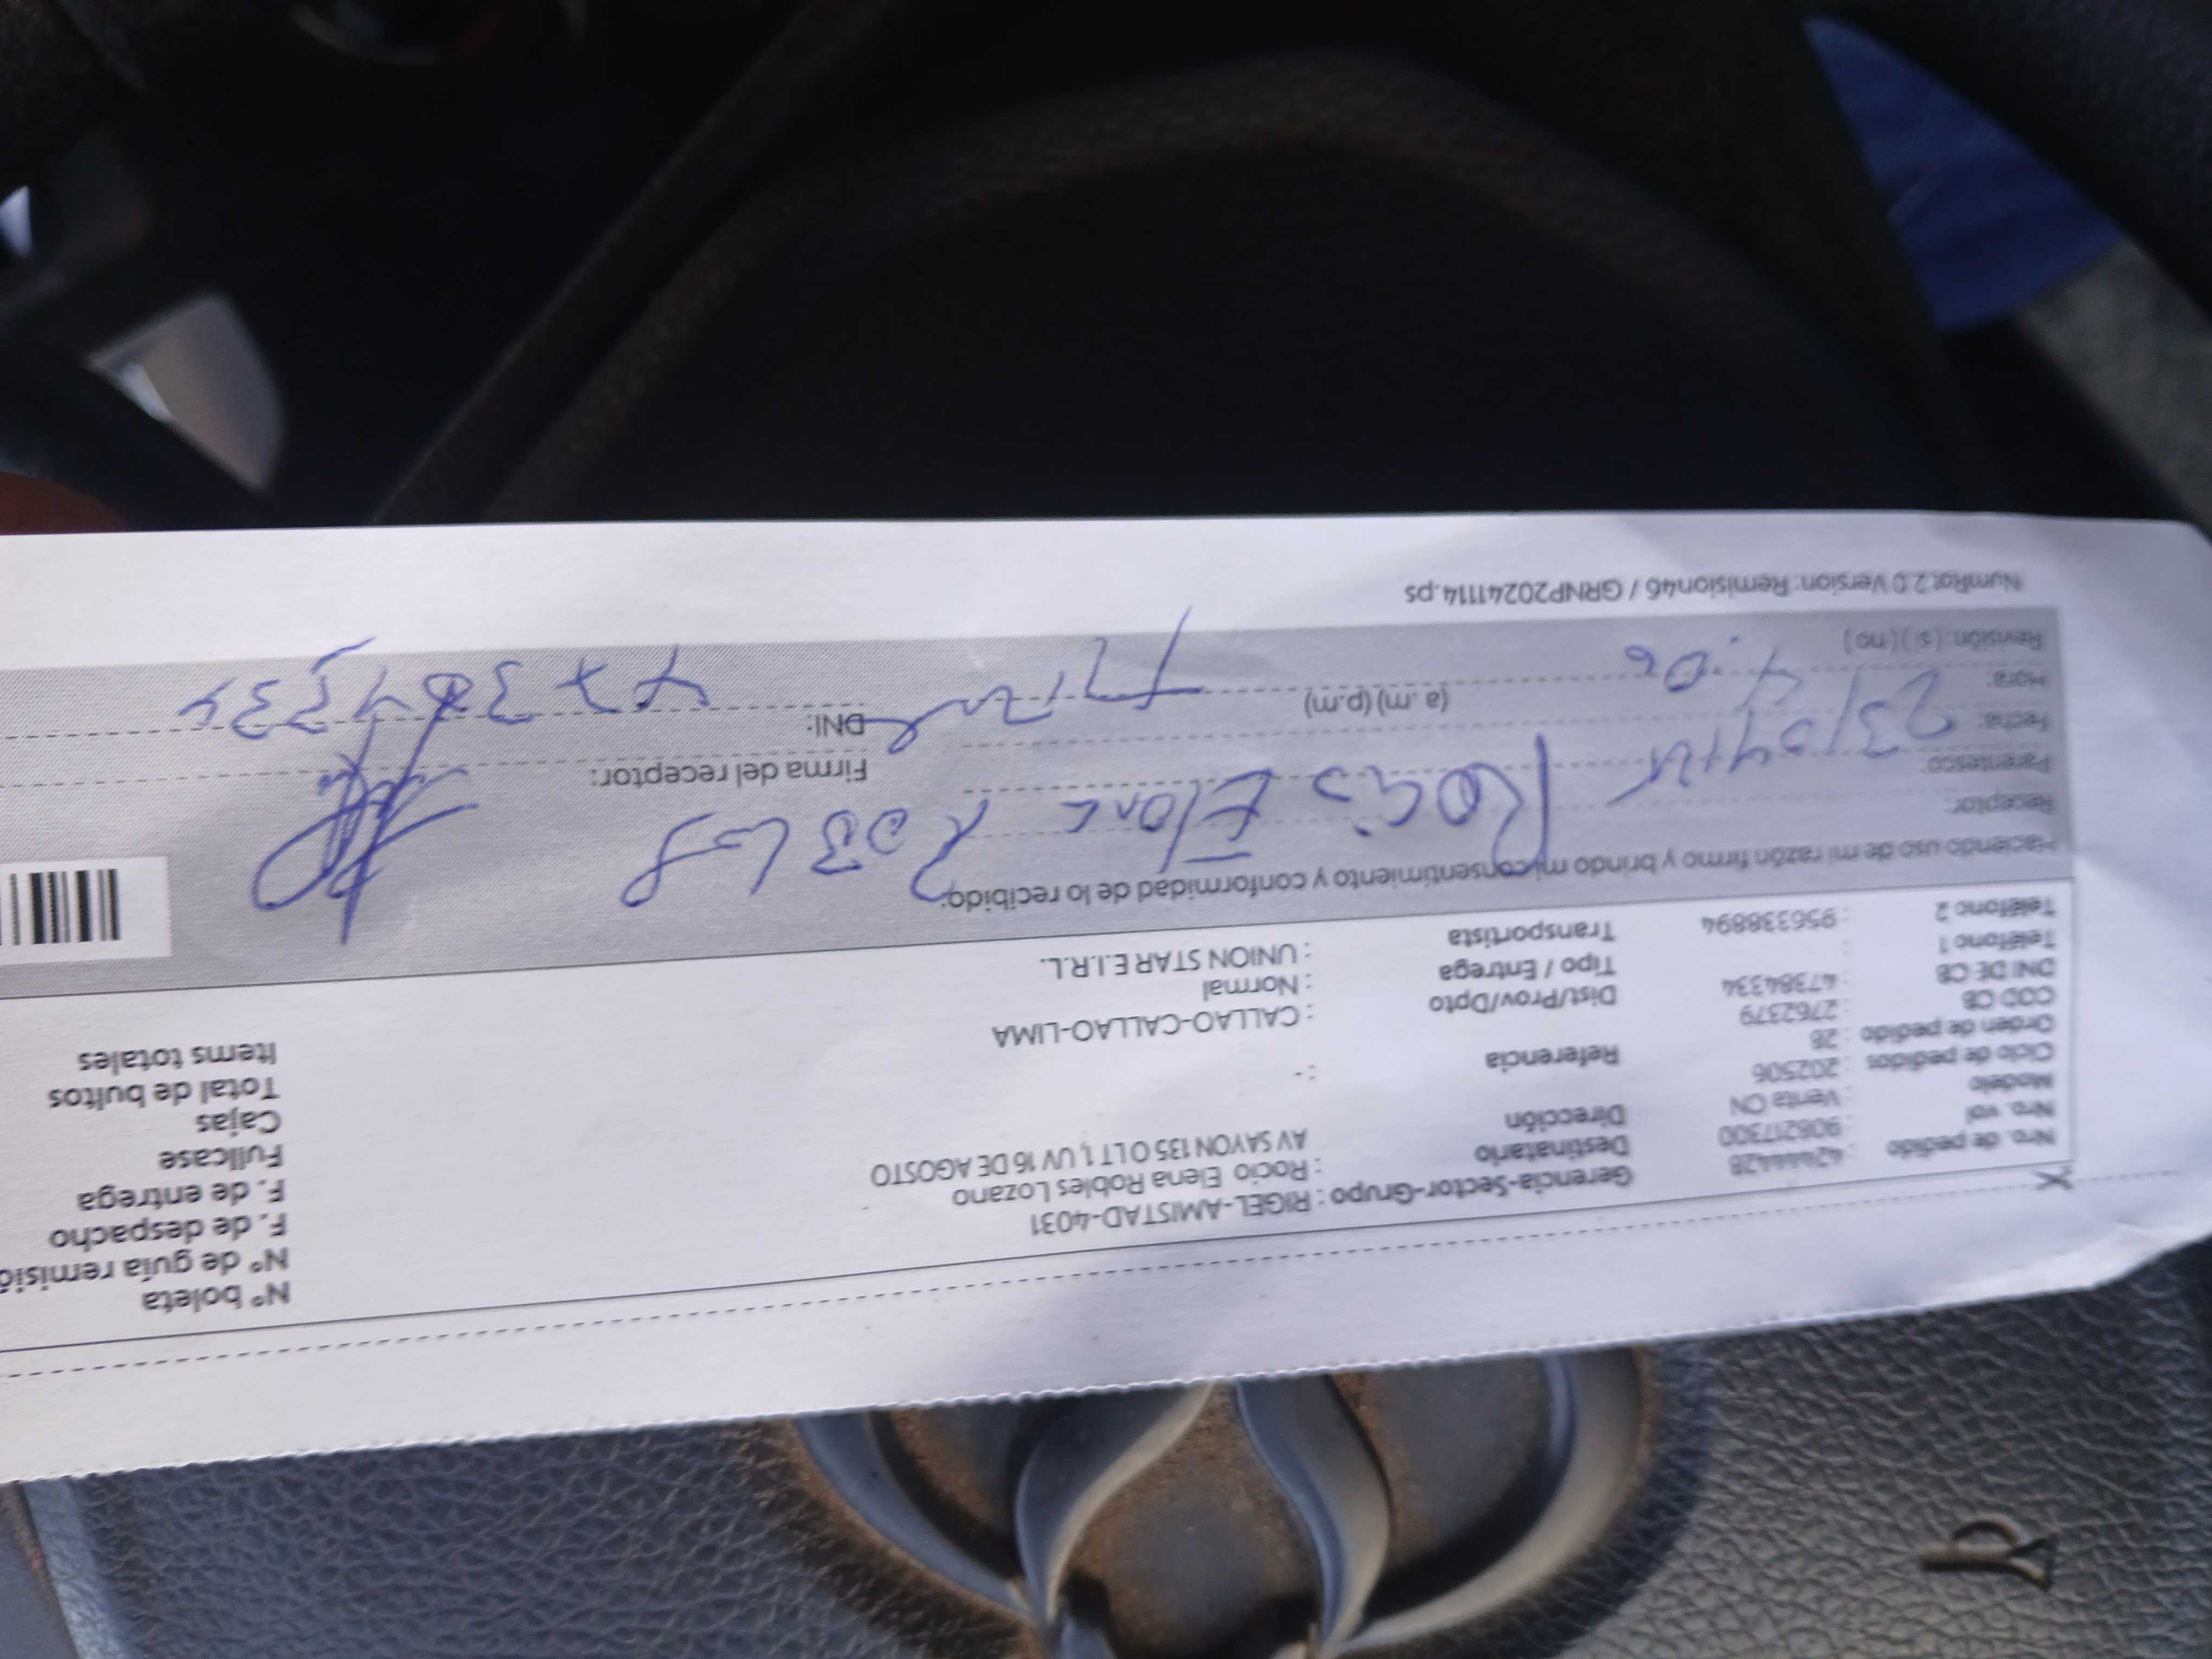 Nro. de pedido : 42644428 Gerencia-Sector-Grupo : RIGEL-AMISTAD-4031 N° boleta
Nro. vol : 906217300 Destinatario : Rocio Elena Robles Lozano N° de guía remisió
Modelo : Venta CN Dirección AV SAYON 135 O LT 1, UV 16 DE AGOSTO F. de despacho
Ciclo de pedidos : 202506 F. de entrega
Orden de pedido : 28 Referencia : - Fullcase
COD CB : 2762379 Dist/Prov/Dpto : CALLAO-CALLAO-LIMA Cajas
DNI DE CB : 47384334 Tipo / Entrega : Normal Total de bultos
Teléfono 1 : Transportista : UNION STAR E.I.R.L. Items totales
Teléfono 2 : 956338894
Haciendo uso de mi razón firmo y brindo mi consentimiento y conformidad de lo recibido:
Receptor: Rocio Elena Robles
Parentesco: Firma del receptor:
Fecha: 23/04/25 DNI: 47384334
Hora: 4:06 (a.m) (p.m)
Revisión: ( si ) ( no )
NumRot 2.0 Version: Remision46 / GRNP20241114.ps